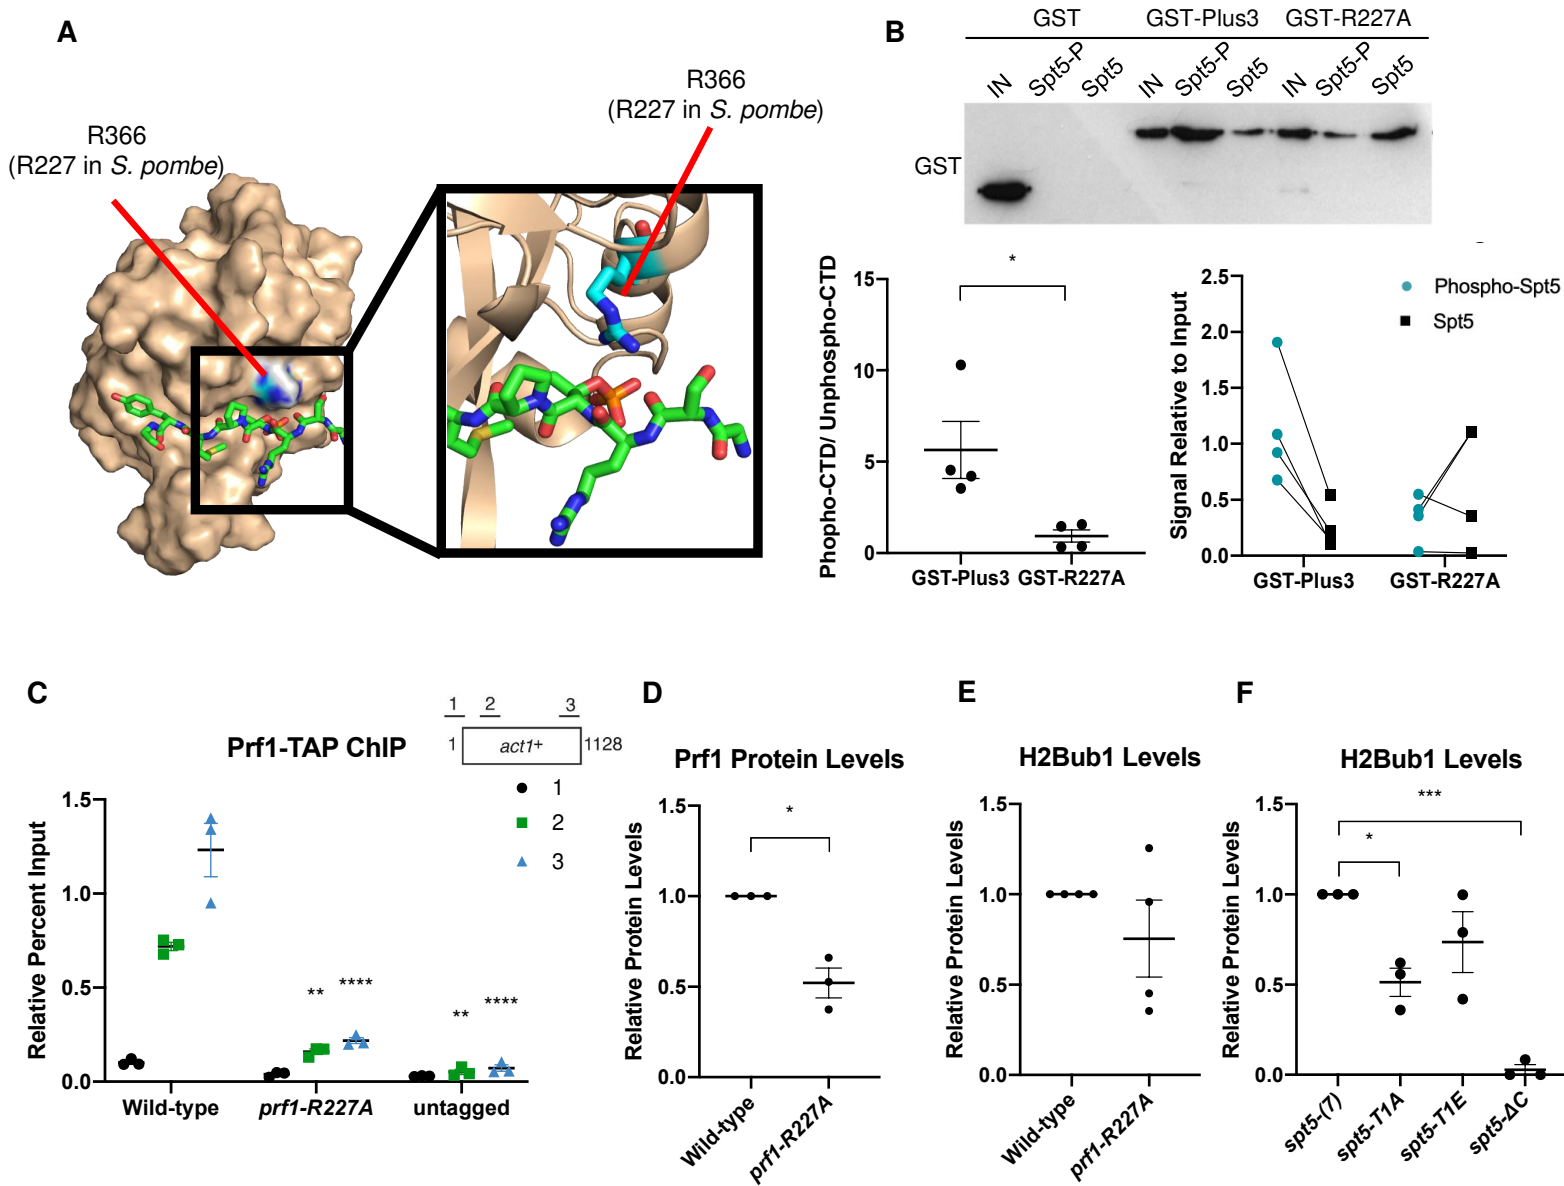 A
R366
(R227 in S. pombe)
R366
(R227 in S. pombe)
B
GST GST-Plus3 GST-R227A
IN Spt5-P Spt5 IN Spt5-P Spt5 IN Spt5-P Spt5
GST
Phopho-CTD/ Unphospho-CTD
15
10
5
0
*
GST-Plus3 GST-R227A
Signal Relative to Input
2.5
2.0
1.5
1.0
0.5
0.0
Phospho-Spt5
Spt5
GST-Plus3 GST-R227A
C
Prf1-TAP ChIP
1 2 3
1 act1+ 1128
1
2
3
Relative Percent Input
1.5
1.0
0.5
0.0
** ****
** ****
Wild-type prf1-R227A untagged
D
Prf1 Protein Levels
Relative Protein Levels
1.5
1.0
0.5
0.0
*
Wild-type prf1-R227A
E
H2Bub1 Levels
Relative Protein Levels
1.5
1.0
0.5
0.0
Wild-type prf1-R227A
F
H2Bub1 Levels
Relative Protein Levels
1.5
1.0
0.5
0.0
***
*
spt5-(7) spt5-T1A spt5-T1E spt5-ΔC